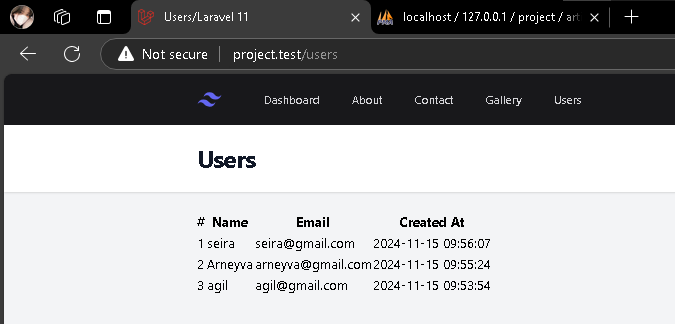 Users/Laravel 11
localhost / 127.0.0.1 / project / art
Not secure project.test/users
Dashboard About Contact Gallery Users
Users
# Name Email Created At
1 seira seira@gmail.com 2024-11-15 09:56:07
2 Arneyva arneyva@gmail.com 2024-11-15 09:55:24
3 agil agil@gmail.com 2024-11-15 09:53:54